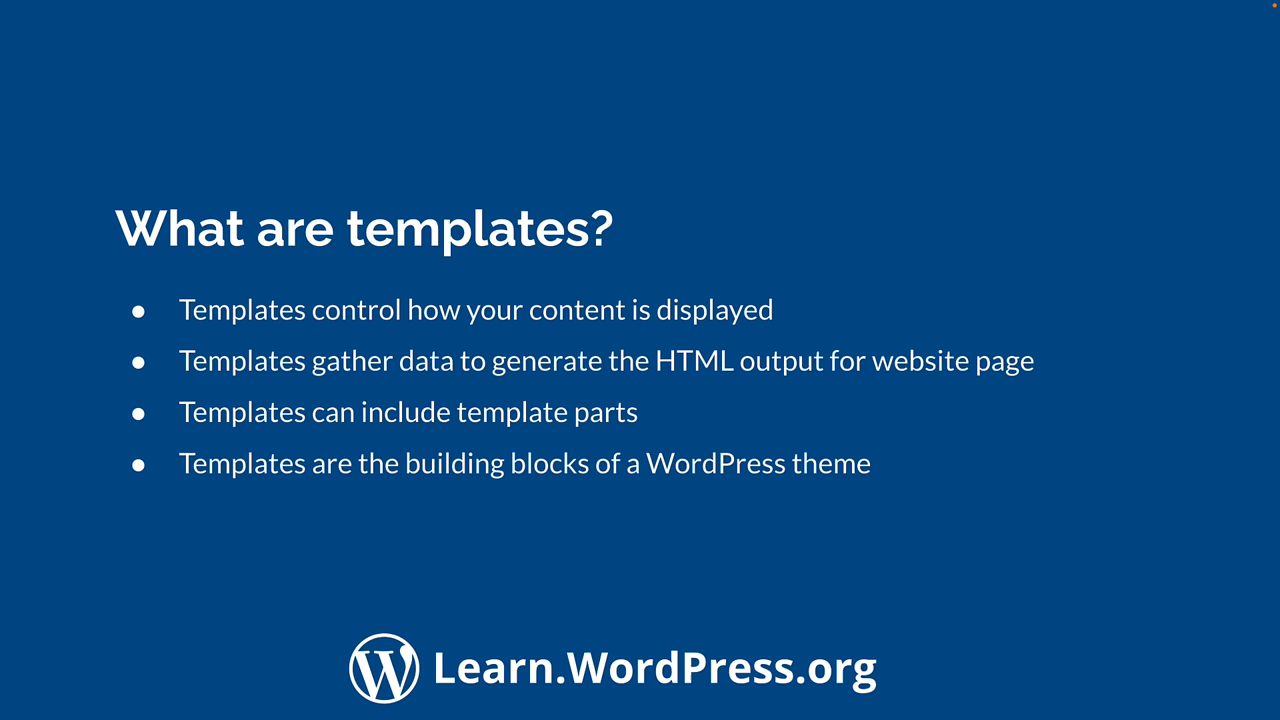 What are templates?
● Templates control how your content is displayed
● Templates gather data to generate the HTML output for website page
● Templates can include template parts
● Templates are the building blocks of a WordPress theme
Learn.WordPress.org